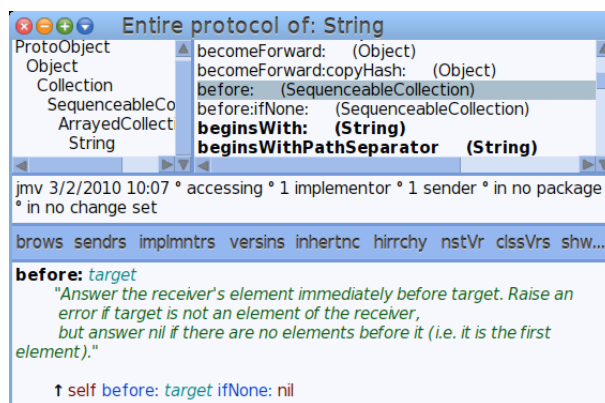 Entire protocol of: String
ProtoObject
Object
Collection
SequenceableCo
ArrayedCollecti
String
becomeForward: (Object)
becomeForward:copyHash: (Object)
before: (SequenceableCollection)
before:ifNone: (SequenceableCollection)
beginsWith: (String)
beginsWithPathSeparator (String)
jmv 3/2/2010 10:07 ° accessing ° 1 implementor ° 1 sender ° in no package
° in no change set
brows sendrs implmntrs versins inhertnc hirrchy nstVr clssVrs shw...
before: target
"Answer the receiver's element immediately before target. Raise an
error if target is not an element of the receiver,
but answer nil if there are no elements before it (i.e. it is the first
element)."
↑ self before: target ifNone: nil